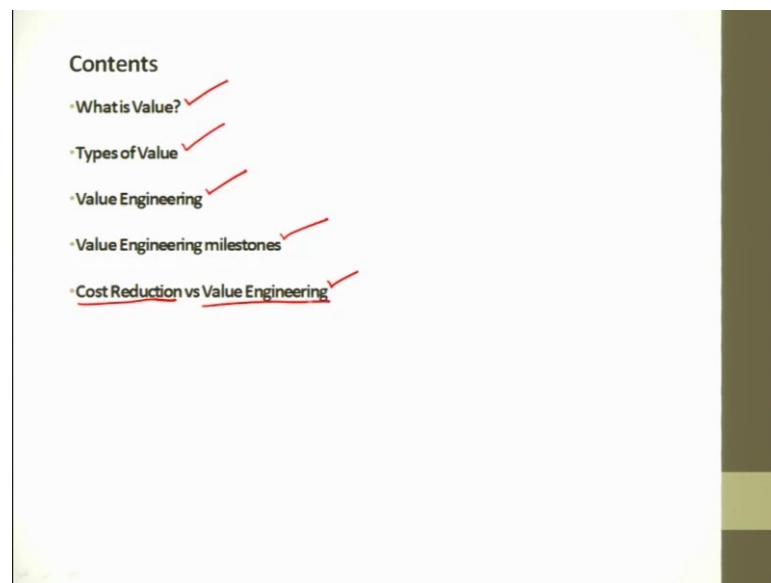 Contents
•What is Value?
•Types of Value
•Value Engineering
•Value Engineering milestones
•Cost Reduction vs Value Engineering